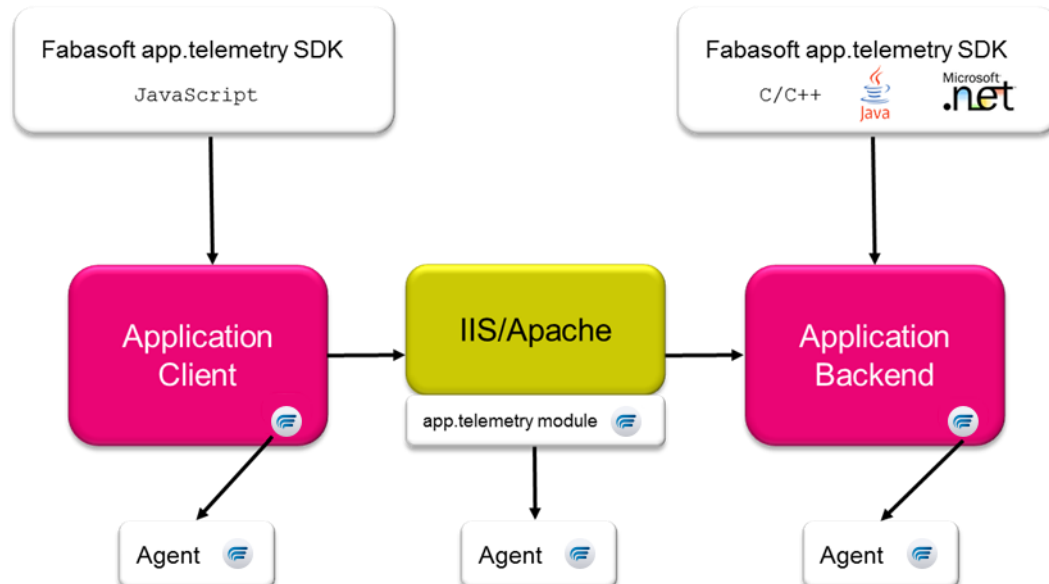 Fabasoft app.telemetry SDK
JavaScript
Fabasoft app.telemetry SDK
C/C++
Java
Microsoft
.net
Application
Client
IIS/Apache
app.telemetry module
Application
Backend
Agent
Agent
Agent